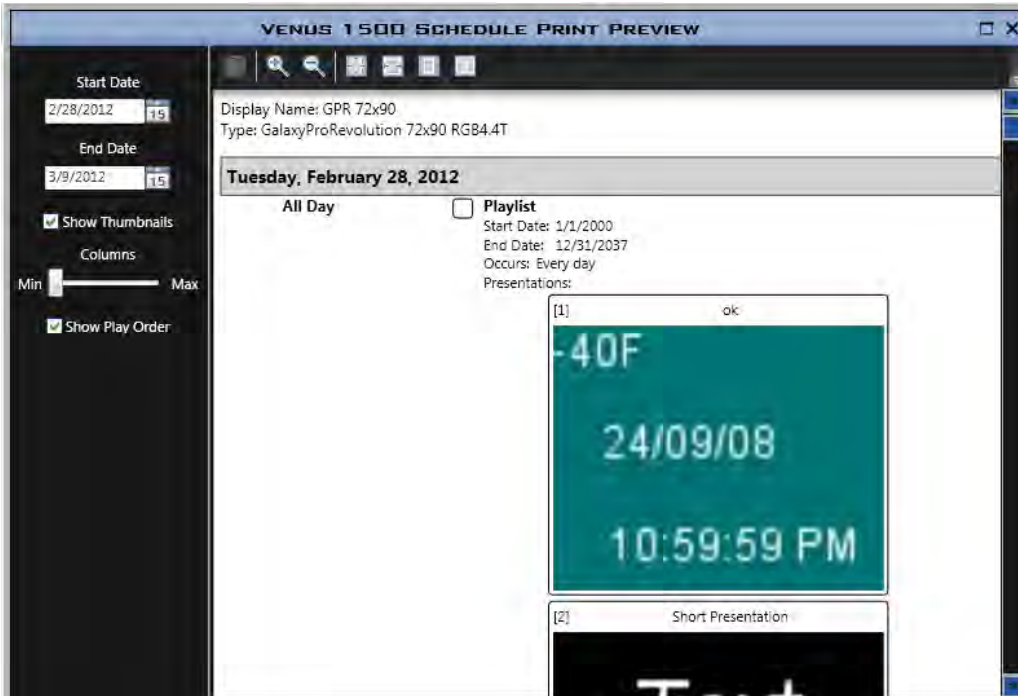 VENUS 1500 SCHEDULE PRINT PREVIEW
Start Date
2/28/2012
15
End Date
3/9/2012
15
Show Thumbnails
Columns
Min Max
Show Play Order
Display Name: GPR 72x90
Type: GalaxyProRevolution 72x90 RGB4.4T
Tuesday, February 28, 2012
All Day
Playlist
Start Date: 1/1/2000
End Date: 12/31/2037
Occurs: Every day
Presentations:
[1] ok
-40F
24/09/08
10:59:59 PM
[2] Short Presentation
Text